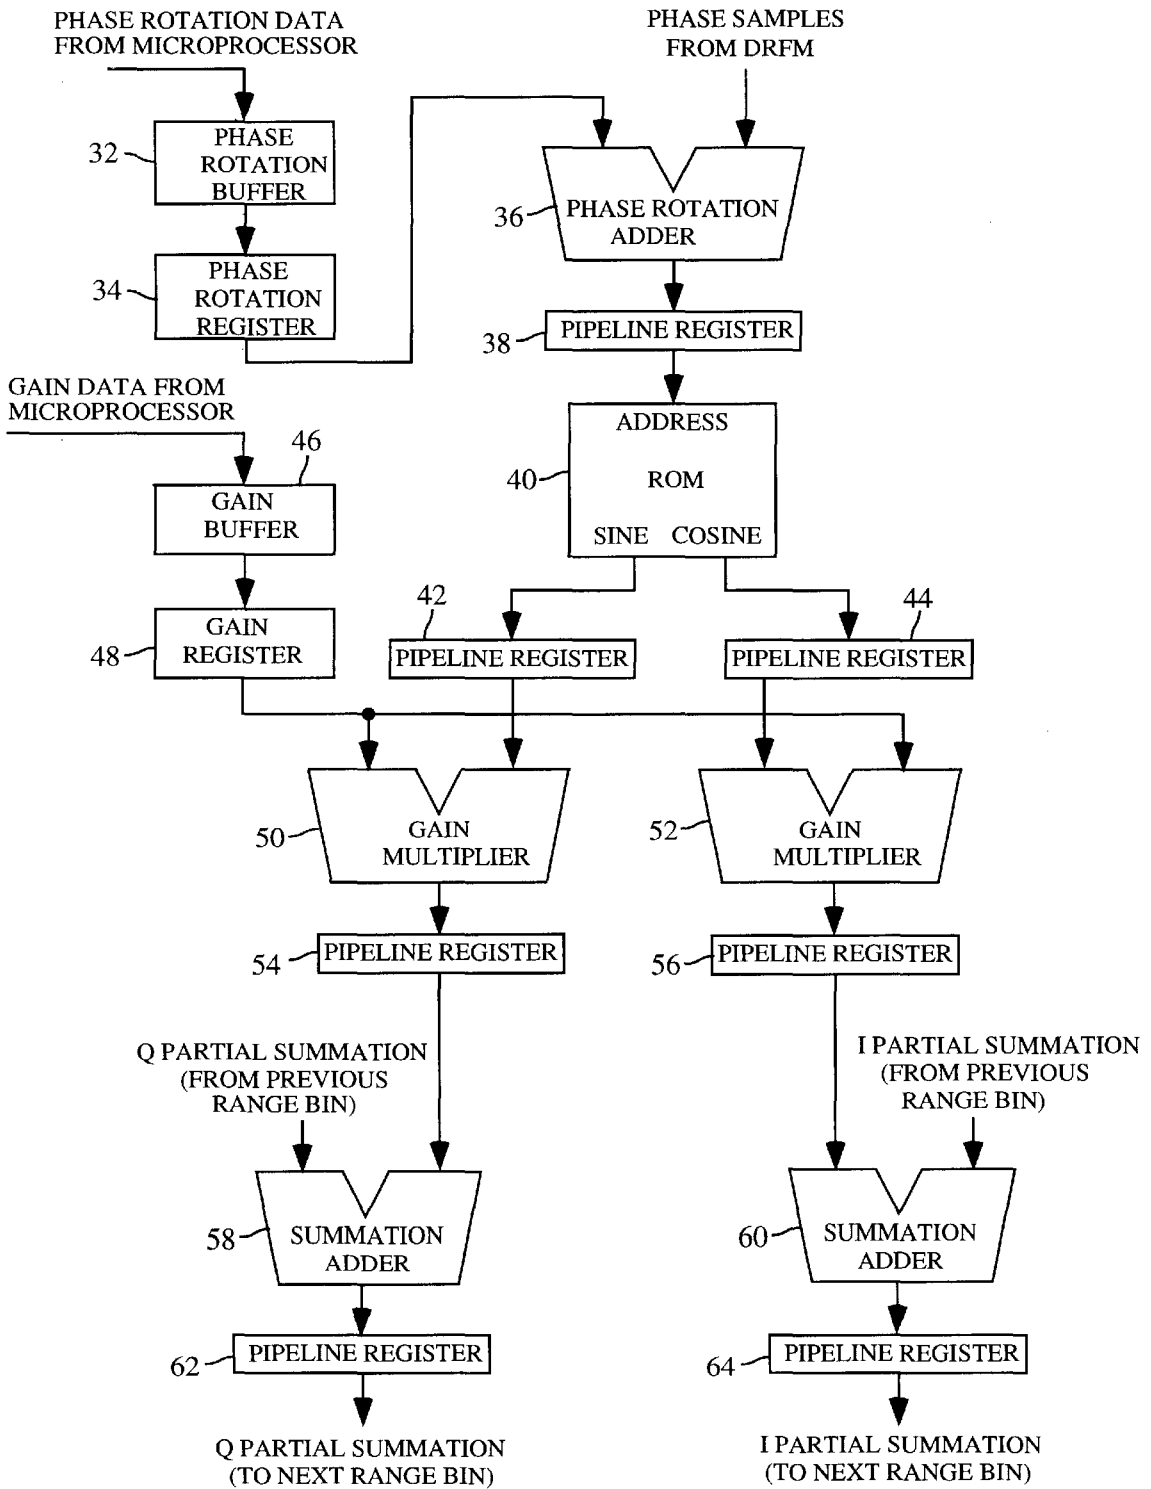 PHASE ROTATION DATA
FROM MICROPROCESSOR
PHASE SAMPLES
FROM DRFM
32
PHASE
ROTATION
BUFFER
36
PHASE ROTATION
ADDER
34
PHASE
ROTATION
REGISTER
38
PIPELINE REGISTER
GAIN DATA FROM
MICROPROCESSOR
46
40
ADDRESS
ROM
SINE COSINE
GAIN
BUFFER
42
44
48
GAIN
REGISTER
PIPELINE REGISTER
PIPELINE REGISTER
50
GAIN
MULTIPLIER
52
GAIN
MULTIPLIER
54
PIPELINE REGISTER
56
PIPELINE REGISTER
Q PARTIAL SUMMATION
(FROM PREVIOUS
RANGE BIN)
I PARTIAL SUMMATION
(FROM PREVIOUS
RANGE BIN)
58
SUMMATION
ADDER
60
SUMMATION
ADDER
62
PIPELINE REGISTER
64
PIPELINE REGISTER
Q PARTIAL SUMMATION
(TO NEXT RANGE BIN)
I PARTIAL SUMMATION
(TO NEXT RANGE BIN)